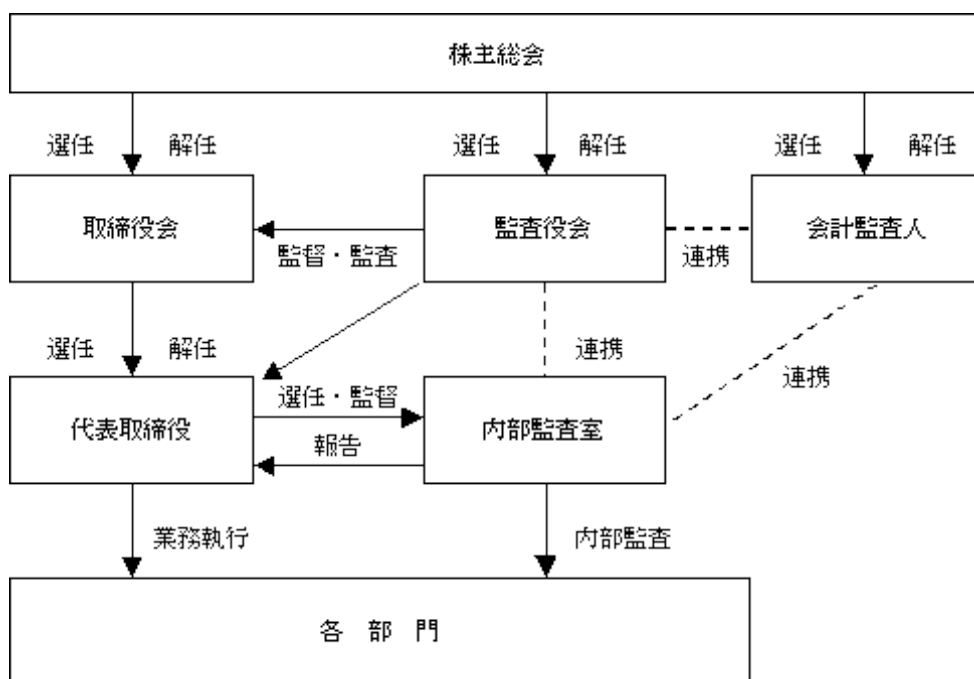 株主総会
選任 解任
選任 解任
選任 解任
取締役会
監査役会
会計監査人
監督・監査
連携
選任 解任
連携
連携
選任・監督
代表取締役
内部監査室
報告
業務執行
内部監査
各 部 門